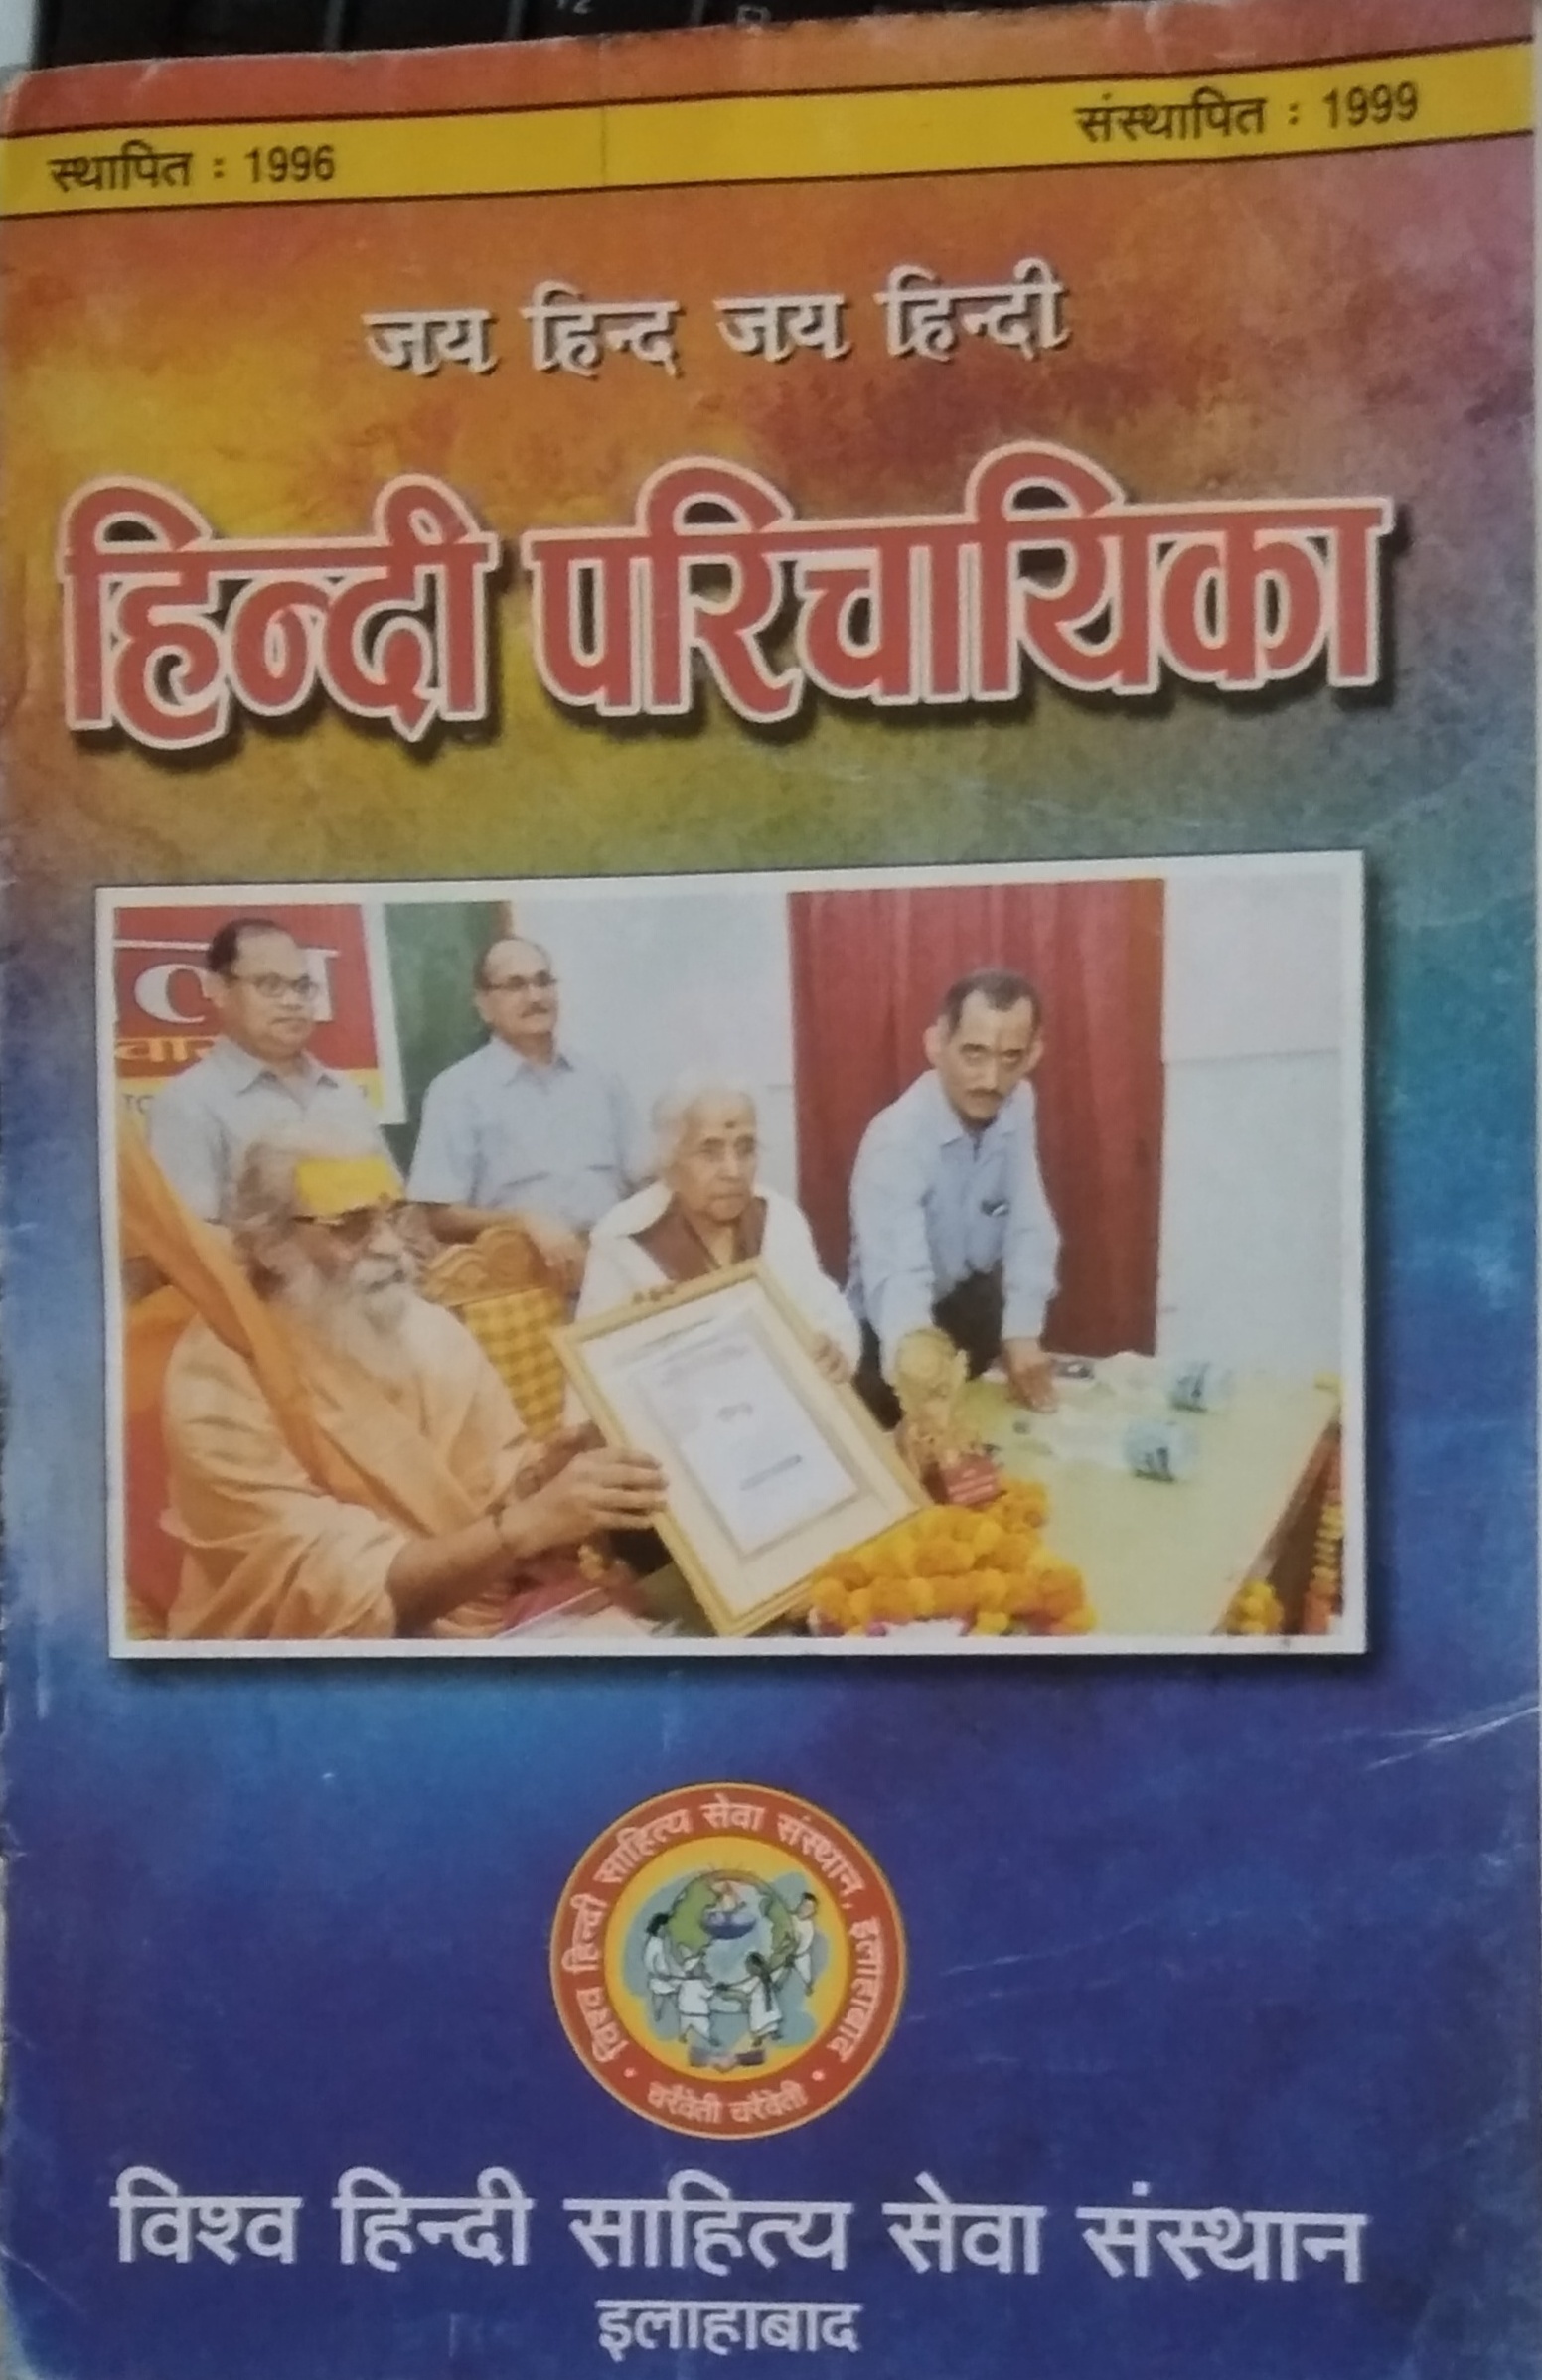 स्थापित : 1996
संस्थापित : 1999
जय हिन्द जय हिन्दी
हिन्दी परिचायिका
विश्व हिन्दी साहित्य सेवा संस्थान, इलाहाबाद
चरैवेती चरैवेती
विश्व हिन्दी साहित्य सेवा संस्थान
इलाहाबाद